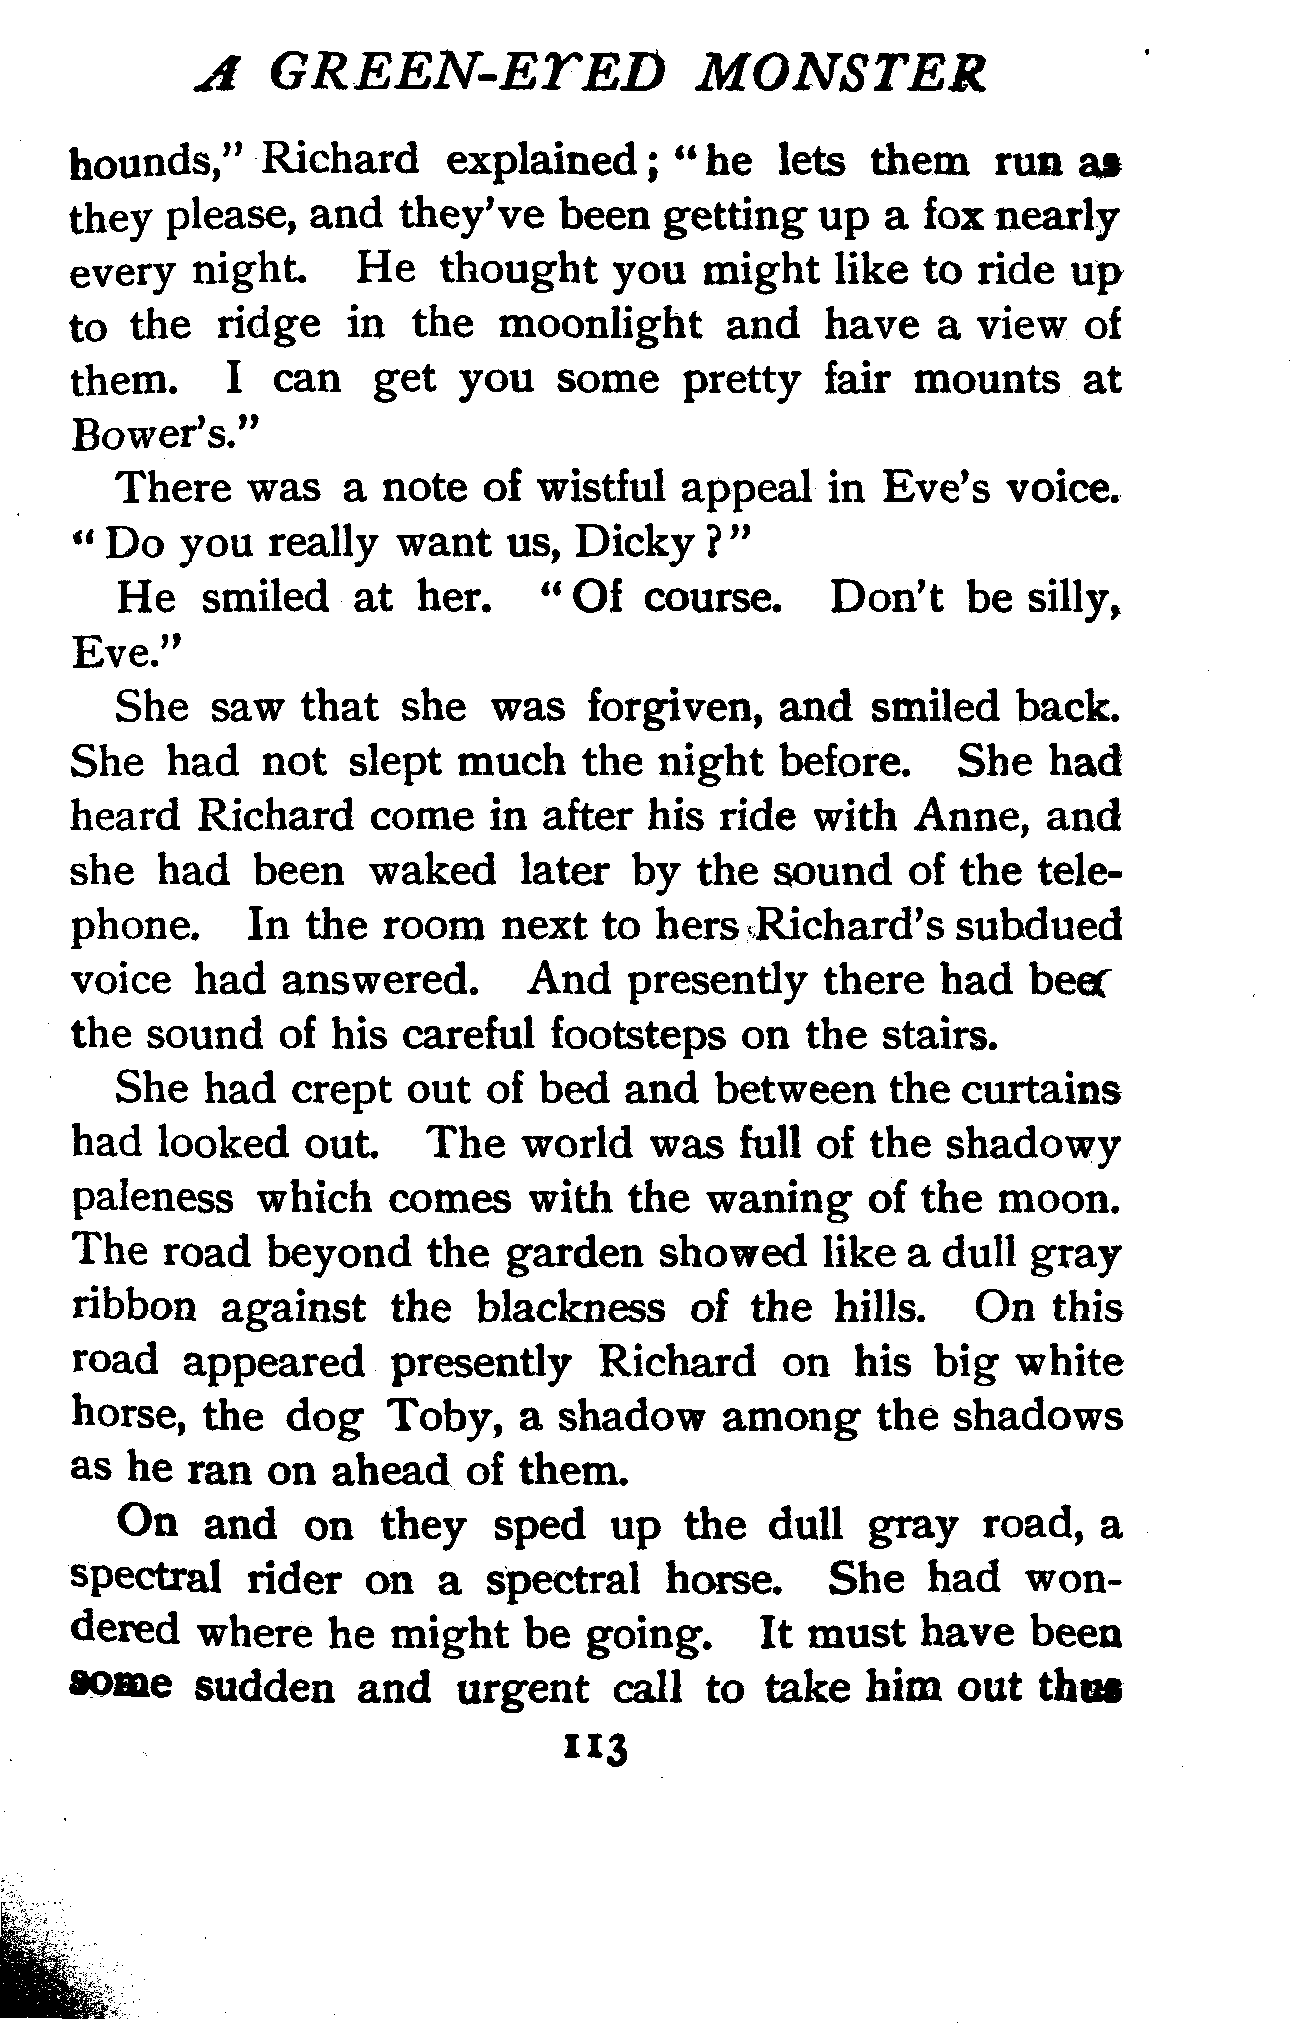 A GREEN-EYED MONSTER
hounds," Richard explained; "he lets them run as
they please, and they've been getting up a fox nearly
every night. He thought you might like to ride up
to the ridge in the moonlight and have a view of
them. I can get you some pretty fair mounts at
Bower's."
There was a note of wistful appeal in Eve's voice.
"Do you really want us, Dicky?"
He smiled at her. "Of course. Don't be silly,
Eve."
She saw that she was forgiven, and smiled back.
She had not slept much the night before. She had
heard Richard come in after his ride with Anne, and
she had been waked later by the sound of the tele-
phone. In the room next to hers Richard's subdued
voice had answered. And presently there had been
the sound of his careful footsteps on the stairs.
She had crept out of bed and between the curtains
had looked out. The world was full of the shadowy
paleness which comes with the waning of the moon.
The road beyond the garden showed like a dull gray
ribbon against the blackness of the hills. On this
road appeared presently Richard on his big white
horse, the dog Toby, a shadow among the shadows
as he ran on ahead of them.
On and on they sped up the dull gray road, a
spectral rider on a spectral horse. She had won-
dered where he might be going. It must have been
some sudden and urgent call to take him out thus
113